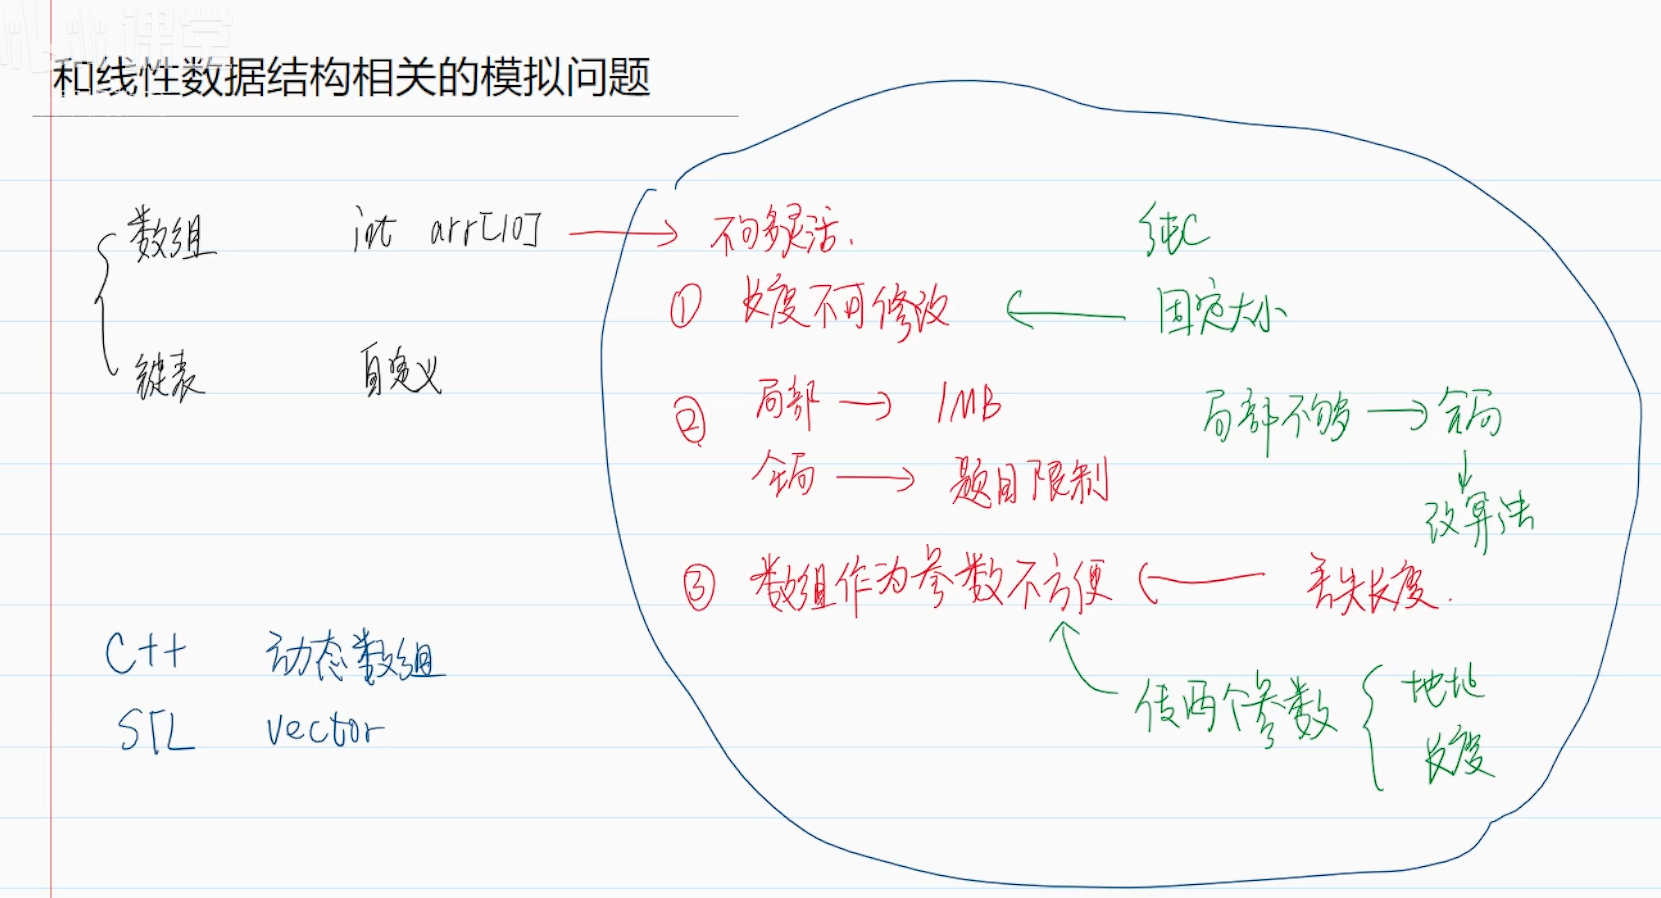 和线性数据结构相关的模拟问题
数组 int arr[10] → 不够灵活. 纯C
① 长度不可修改 ← 固定大小
链表 自定义
② 局部 → 1MB 局部不够 → 全局
全局 → 题目限制 ↓ 改算法
③ 数组作为参数不方便 ← 丢失长度.
C++ 动态数组
传两个参数 { 地址
长度
STL vector